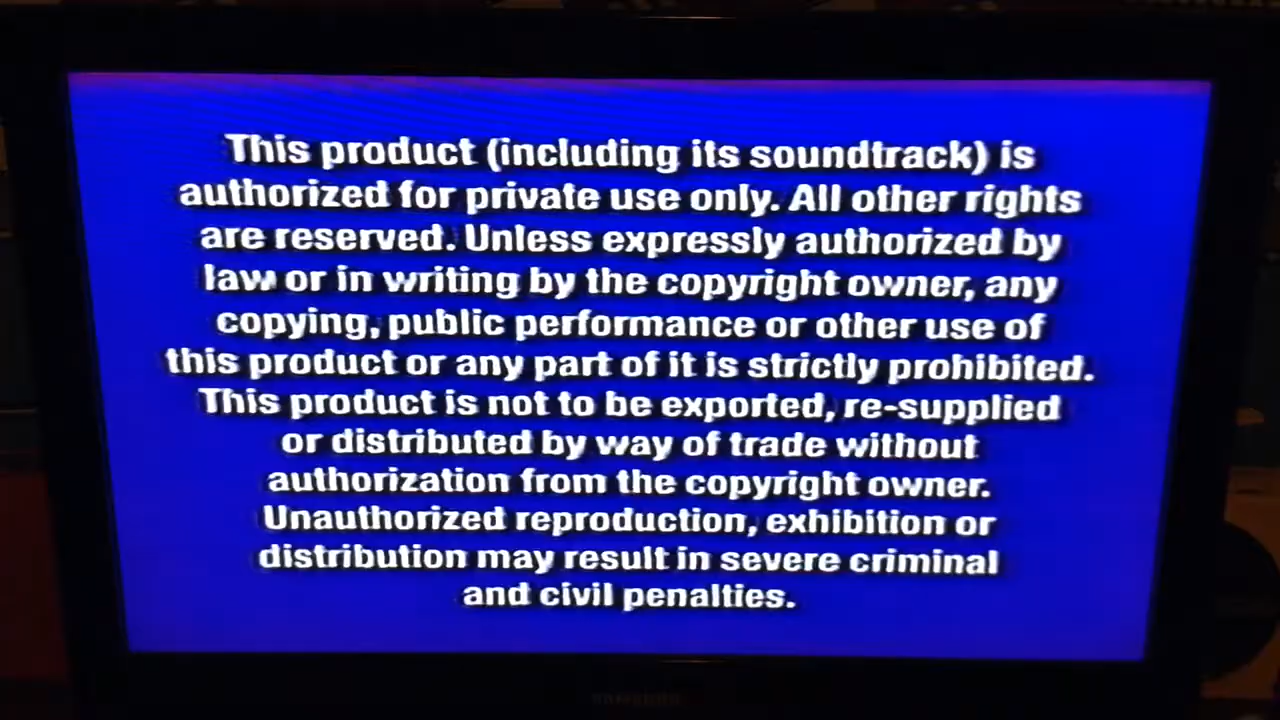 This product (including its soundtrack) is
authorized for private use only. All other rights
are reserved. Unless expressly authorized by
law or in writing by the copyright owner, any
copying, public performance or other use of
this product or any part of it is strictly prohibited.
This product is not to be exported, re-supplied
or distributed by way of trade without
authorization from the copyright owner.
Unauthorized reproduction, exhibition or
distribution may result in severe criminal
and civil penalties.
SAMSUNG